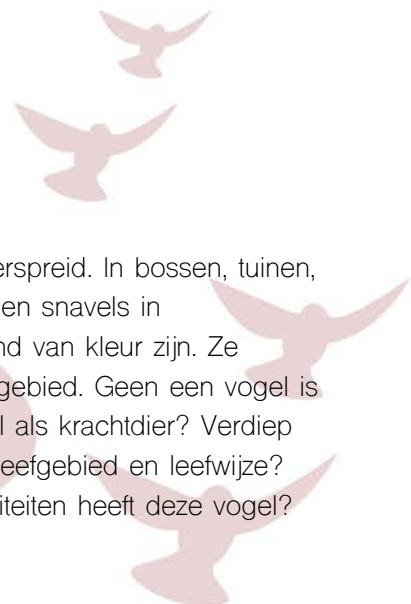 erspreid. In bossen, tuinen,
en snavels in
nd van kleur zijn. Ze
gebied. Geen een vogel is
l als krachtdier? Verdiep
eefgebied en leefwijze?
iteiten heeft deze vogel?